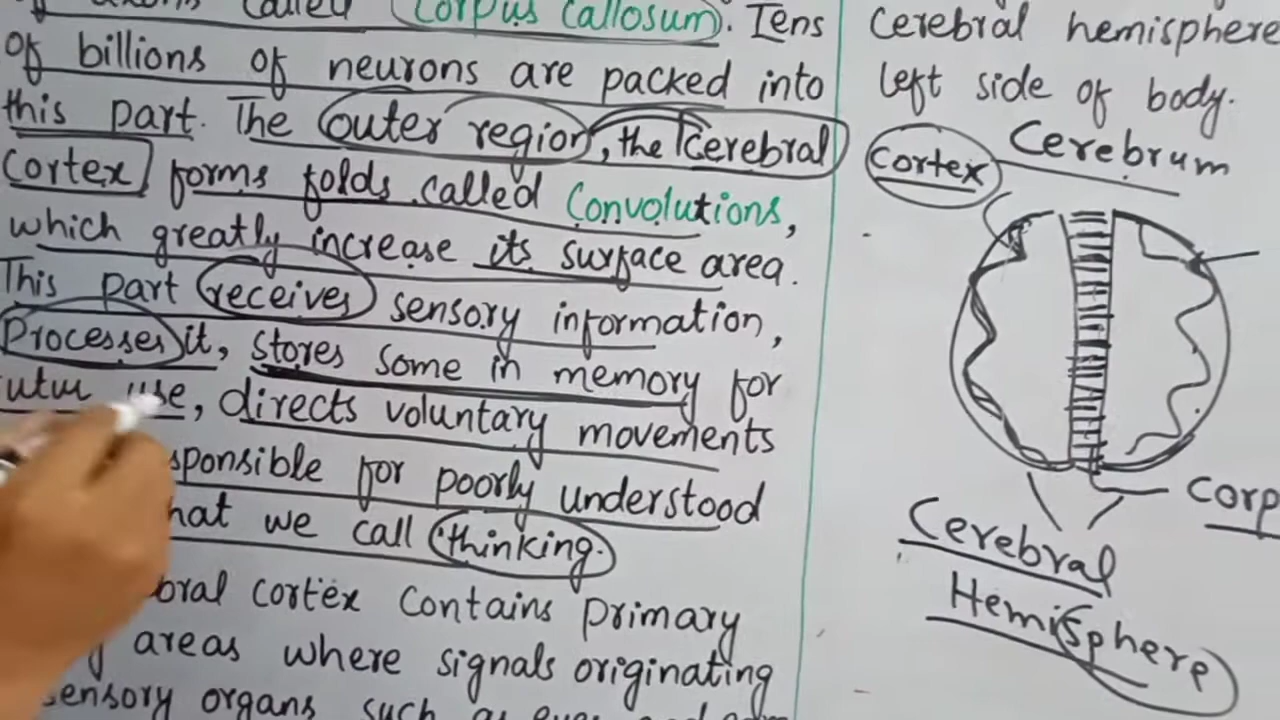 called Corpus Callosum. Tens
of billions of neurons are packed into
this part. The outer region, the cerebral
cortex forms folds called Convolutions,
which greatly increase its surface area.
This part receives sensory information,
Processes it, stores some in memory for
use, directs voluntary movements
for poorly understood
we call thinking.
cortex contains primary
areas where signals originating
sensory organs such as
Cerebral hemisphere
left side of body.
Cerebrum
Cortex
Corp
Cerebral
Hemisphere